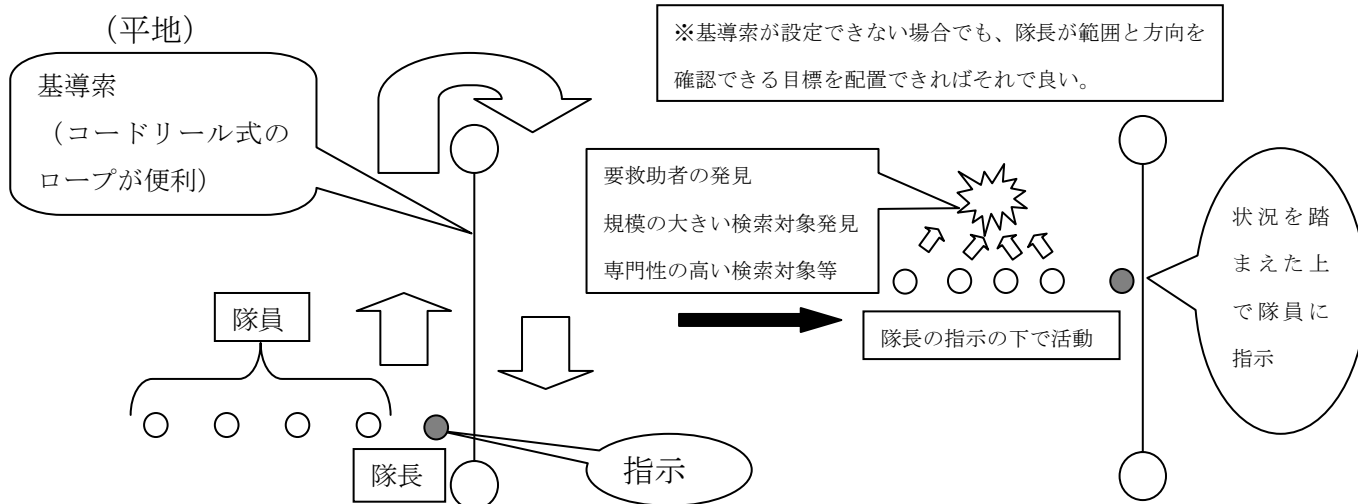 （平地）
基導索
（コードリール式の
ロープが便利）
※基導索が設定できない場合でも、隊長が範囲と方向を
確認できる目標を配置できればそれで良い。
要救助者の発見
規模の大きい検索対象発見
専門性の高い検索対象等
状況を踏
まえた上
で隊員に
指示
隊員
隊長の指示の下で活動
隊長
指示